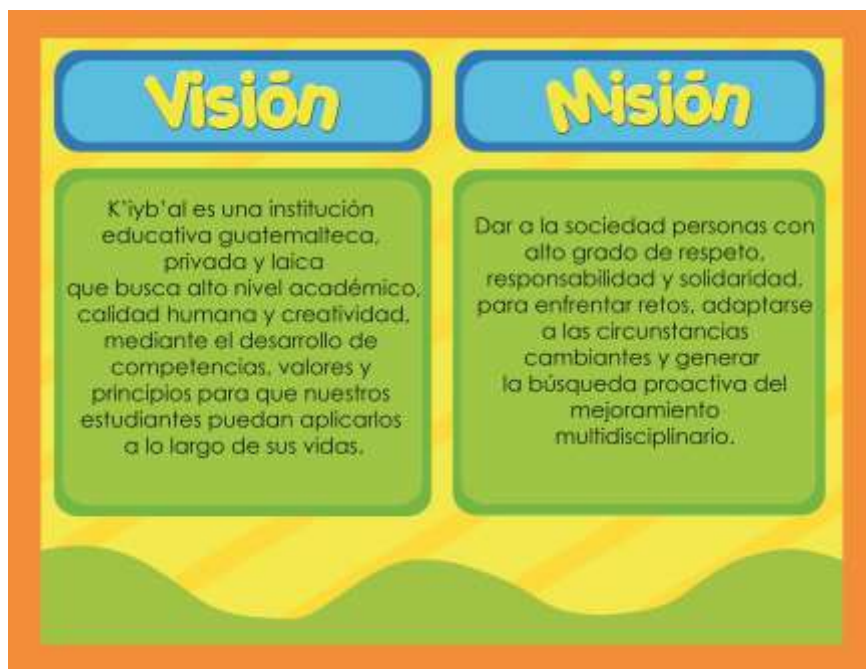 Visión
K'iyb'al es una institución
educativa guatemalteca,
privada y laica
que busca alto nivel académico,
calidad humana y creatividad,
mediante el desarrollo de
competencias, valores y
principios para que nuestros
estudiantes puedan aplicarlos
a lo largo de sus vidas.
Misión
Dar a la sociedad personas con
alto grado de respeto,
responsabilidad y solidaridad,
para enfrentar retos, adaptarse
a las circunstancias
cambiantes y generar
la búsqueda proactiva del
mejoramiento
multidisciplinario.